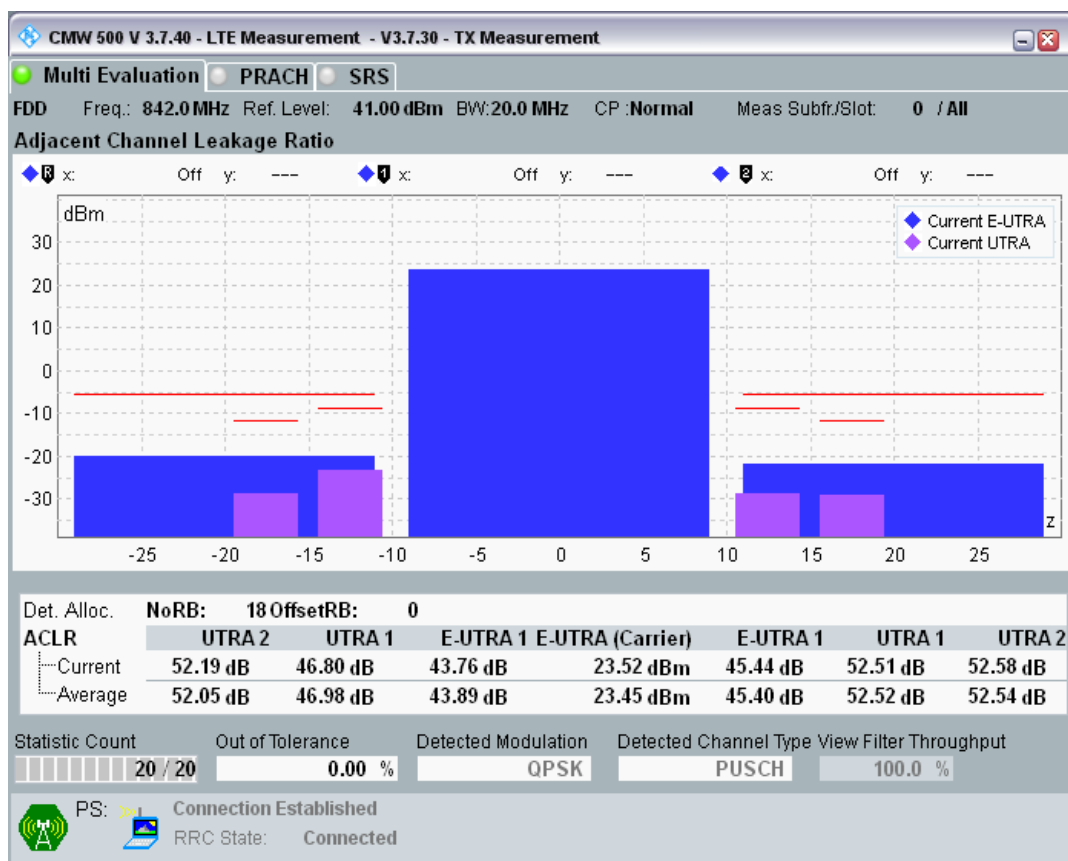 CMW 500 V 3.7.40 - LTE Measurement - V3.7.30 - TX Measurement
Multi Evaluation PRACH SRS
FDD Freq.: 842.0 MHz Ref. Level: 41.00 dBm BW:20.0 MHz CP :Normal Meas Subfr./Slot: 0 / All
Adjacent Channel Leakage Ratio
R x: Off y: --- 1 x: Off y: --- 2 x: Off y: ---
dBm
Current E-UTRA
Current UTRA
30
20
10
0
-10
-20
-30
z
-25 -20 -15 -10 -5 0 5 10 15 20 25
Det. Alloc. NoRB: 18 OffsetRB: 0
ACLR UTRA 2 UTRA 1 E-UTRA 1 E-UTRA (Carrier) E-UTRA 1 UTRA 1 UTRA 2
Current 52.19 dB 46.80 dB 43.76 dB 23.52 dBm 45.44 dB 52.51 dB 52.58 dB
Average 52.05 dB 46.98 dB 43.89 dB 23.45 dBm 45.40 dB 52.52 dB 52.54 dB
Statistic Count Out of Tolerance Detected Modulation Detected Channel Type View Filter Throughput
20 / 20 0.00 % QPSK PUSCH 100.0 %
PS: Connection Established
RRC State: Connected